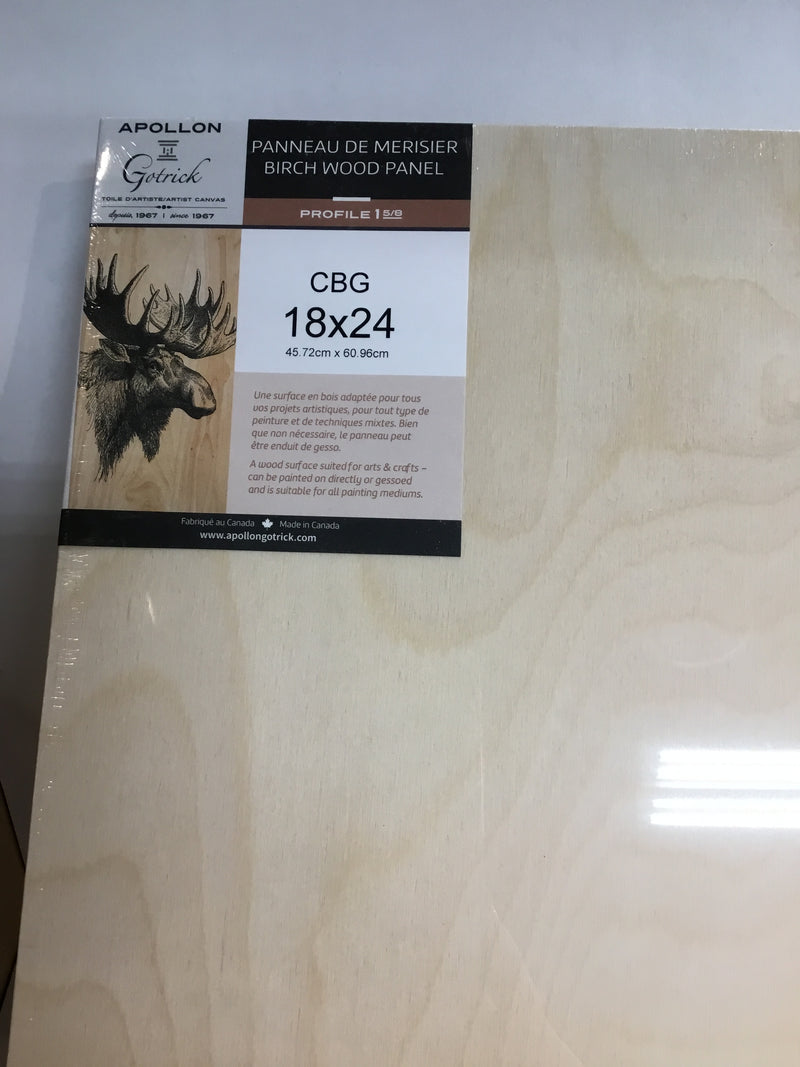 APOLLON
Gotrick
TOILE D'ARTISTE/ARTIST CANVAS
depuis 1967 | since 1967
PANNEAU DE MERISIER
BIRCH WOOD PANEL
PROFILE 1 5/8
CBG
18x24
45.72cm x 60.96cm
Une surface en bois adaptée pour tous
vos projets artistiques, pour tout type de
peinture et de techniques mixtes. Bien
que non nécessaire, le panneau peut
être enduit de gesso.
A wood surface suited for arts & crafts –
can be painted on directly or gessoed
and is suitable for all painting mediums.
Fabriqué au Canada Made in Canada
www.apollongotrick.com